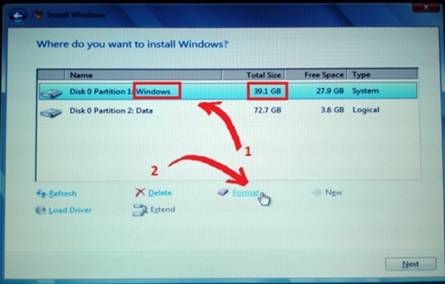 Install Windows
Where do you want to install Windows?
Name Total Size Free Space Type
Disk 0 Partition 1: Windows 39.1 GB 27.9 GB System
Disk 0 Partition 2: Data 72.7 GB 3.6 GB Logical
1
2
Refresh Delete Format New
Load Driver Extend
Next